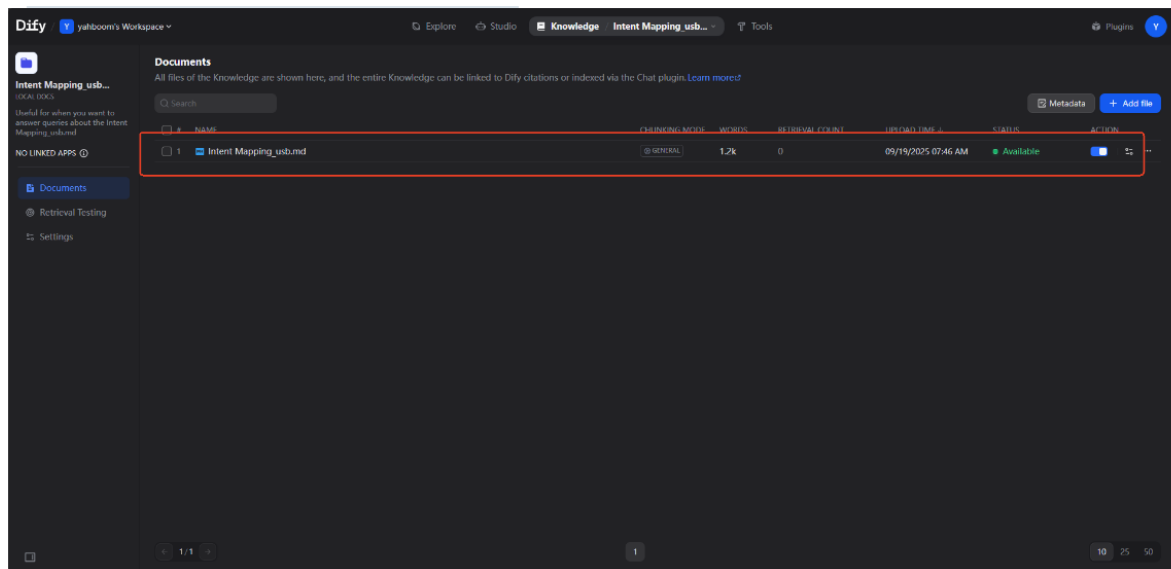 Dify / Y yahboom's Workspace
Explore Studio Knowledge / Intent Mapping_usb... Tools
Plugins Y
Intent Mapping_usb...
LOCAL DOCS
Useful for when you want to
answer queries about the Intent
Mapping_usb.md
NO LINKED APPS
Documents
Retrieval Testing
Settings
Documents
All files of the Knowledge are shown here, and the entire Knowledge can be linked to Dify citations or indexed via the Chat plugin. Learn more
Search
Metadata + Add file
# NAME CHUNKING MODE WORDS RETRIEVAL COUNT UPLOAD TIME ↓ STATUS ACTION
1 Intent Mapping_usb.md GENERAL 1.2k 0 09/19/2025 07:46 AM Available ...
← 1/1 → 1 10 25 50